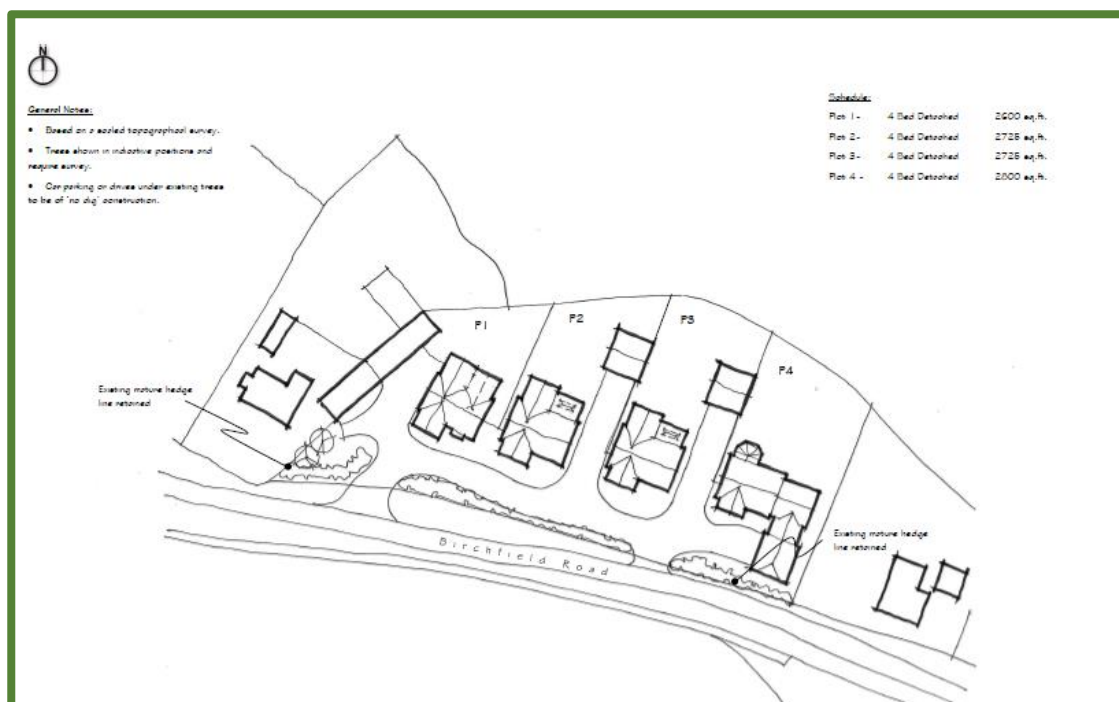 N
General Notes:
• Based on a scaled topographical survey.
• Trees shown in indicative positions and
require survey.
• Car parking or drives under existing trees
to be of 'no dig' construction.
Schedule:
Plot 1- 4 Bed Detached 2600 sq.ft.
Plot 2- 4 Bed Detached 2725 sq.ft.
Plot 3- 4 Bed Detached 2725 sq.ft.
Plot 4 - 4 Bed Detached 2800 sq.ft.
P1
P2
P3
P4
Existing mature hedge
line retained
Existing mature hedge
line retained
Birchfield Road